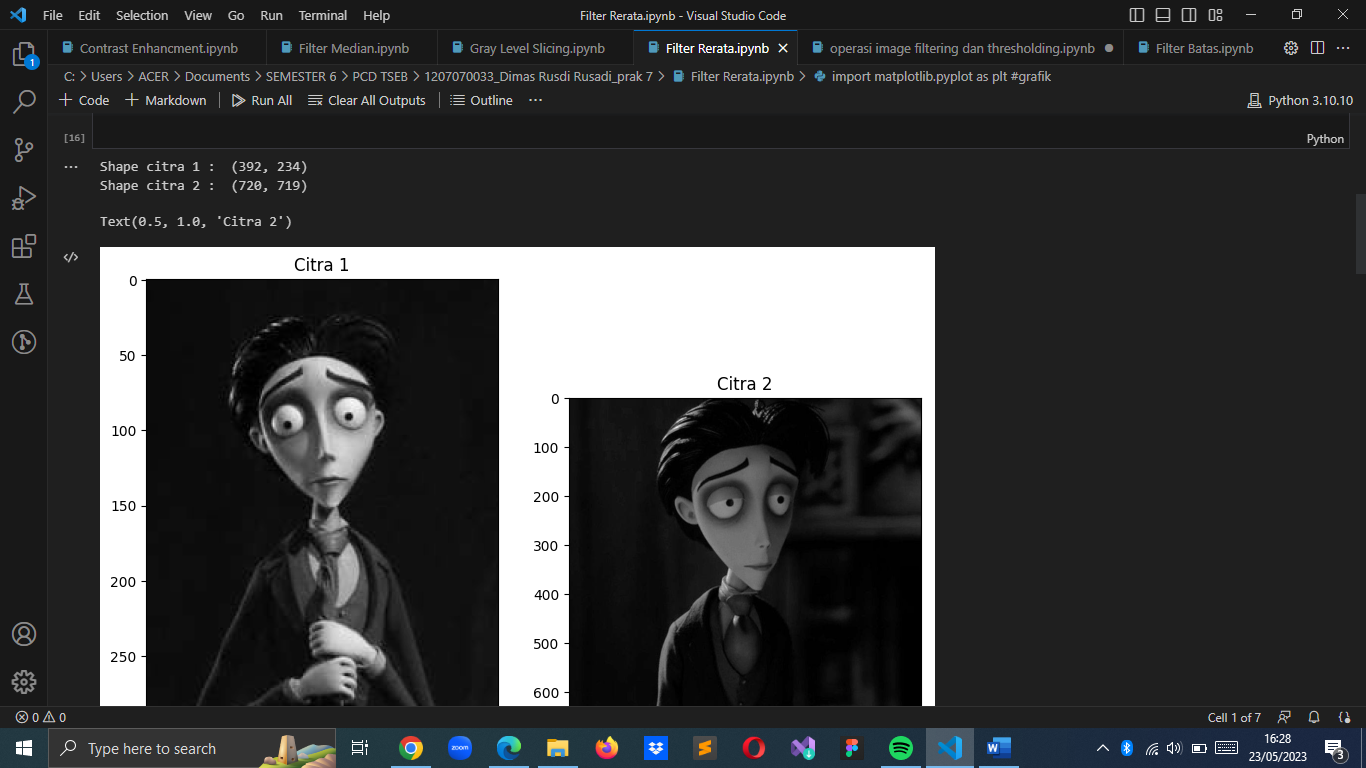 File Edit Selection View Go Run Terminal Help Filter Rerata.ipynb - Visual Studio Code
Contrast Enhancment.ipynb Filter Median.ipynb Gray Level Slicing.ipynb Filter Rerata.ipynb operasi image filtering dan thresholding.ipynb Filter Batas.ipynb
1
C: > Users > ACER > Documents > SEMESTER 6 > PCD TSEB > 1207070033_Dimas Rusdi Rusadi_prak 7 > Filter Rerata.ipynb > import matplotlib.pyplot as plt #grafik
+ Code + Markdown Run All Clear All Outputs Outline ... Python 3.10.10
[16] Python
... Shape citra 1 : (392, 234)
Shape citra 2 : (720, 719)
Text(0.5, 1.0, 'Citra 2')
Citra 1
0
50
100
150
200
250
Citra 2
0
100
200
300
400
500
600
0 0 Cell 1 of 7
Type here to search zoom W 16:28
23/05/2023 3